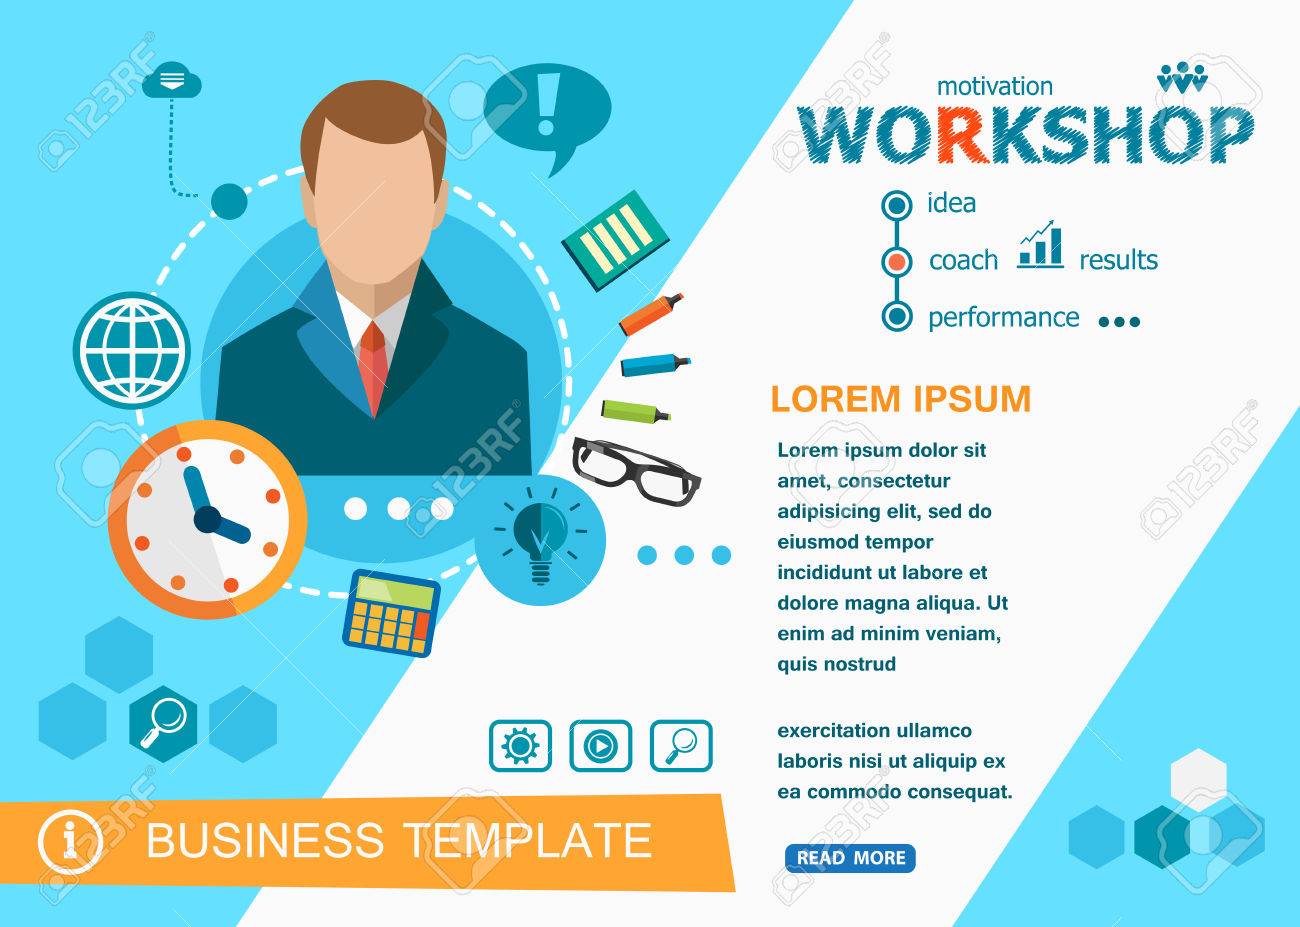 motivation
WORKSHOP
idea
coach results
performance
LOREM IPSUM
Lorem ipsum dolor sit
amet, consectetur
adipisicing elit, sed do
eiusmod tempor
incididunt ut labore et
dolore magna aliqua. Ut
enim ad minim veniam,
quis nostrud
exercitation ullamco
laboris nisi ut aliquip ex
ea commodo consequat.
READ MORE
i BUSINESS TEMPLATE
123RF